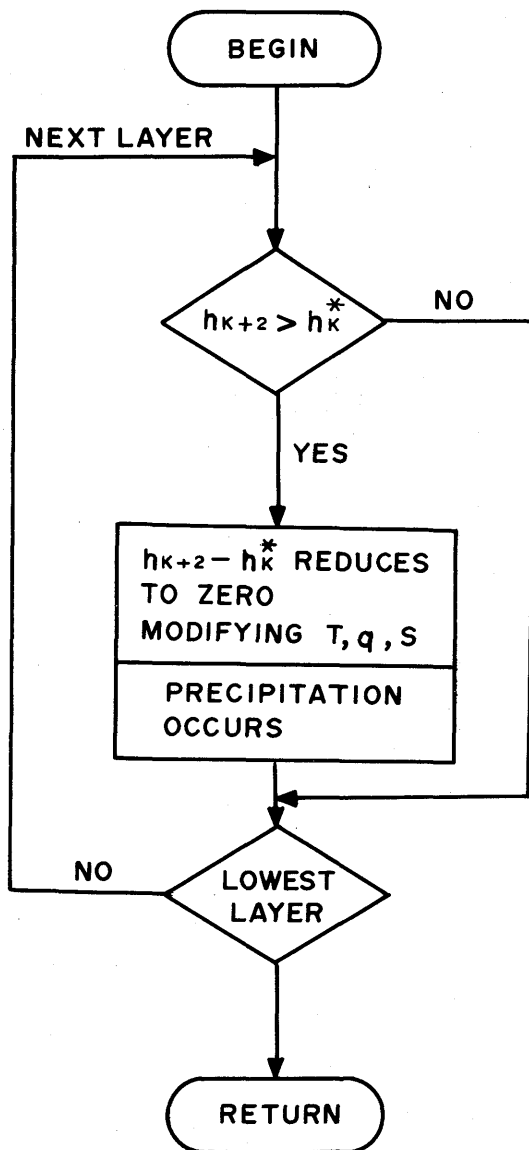 BEGIN
NEXT LAYER
hK+2 > hK*
NO
YES
hK+2 – hK* REDUCES
TO ZERO
MODIFYING T, q, S
PRECIPITATION
OCCURS
NO
LOWEST
LAYER
RETURN